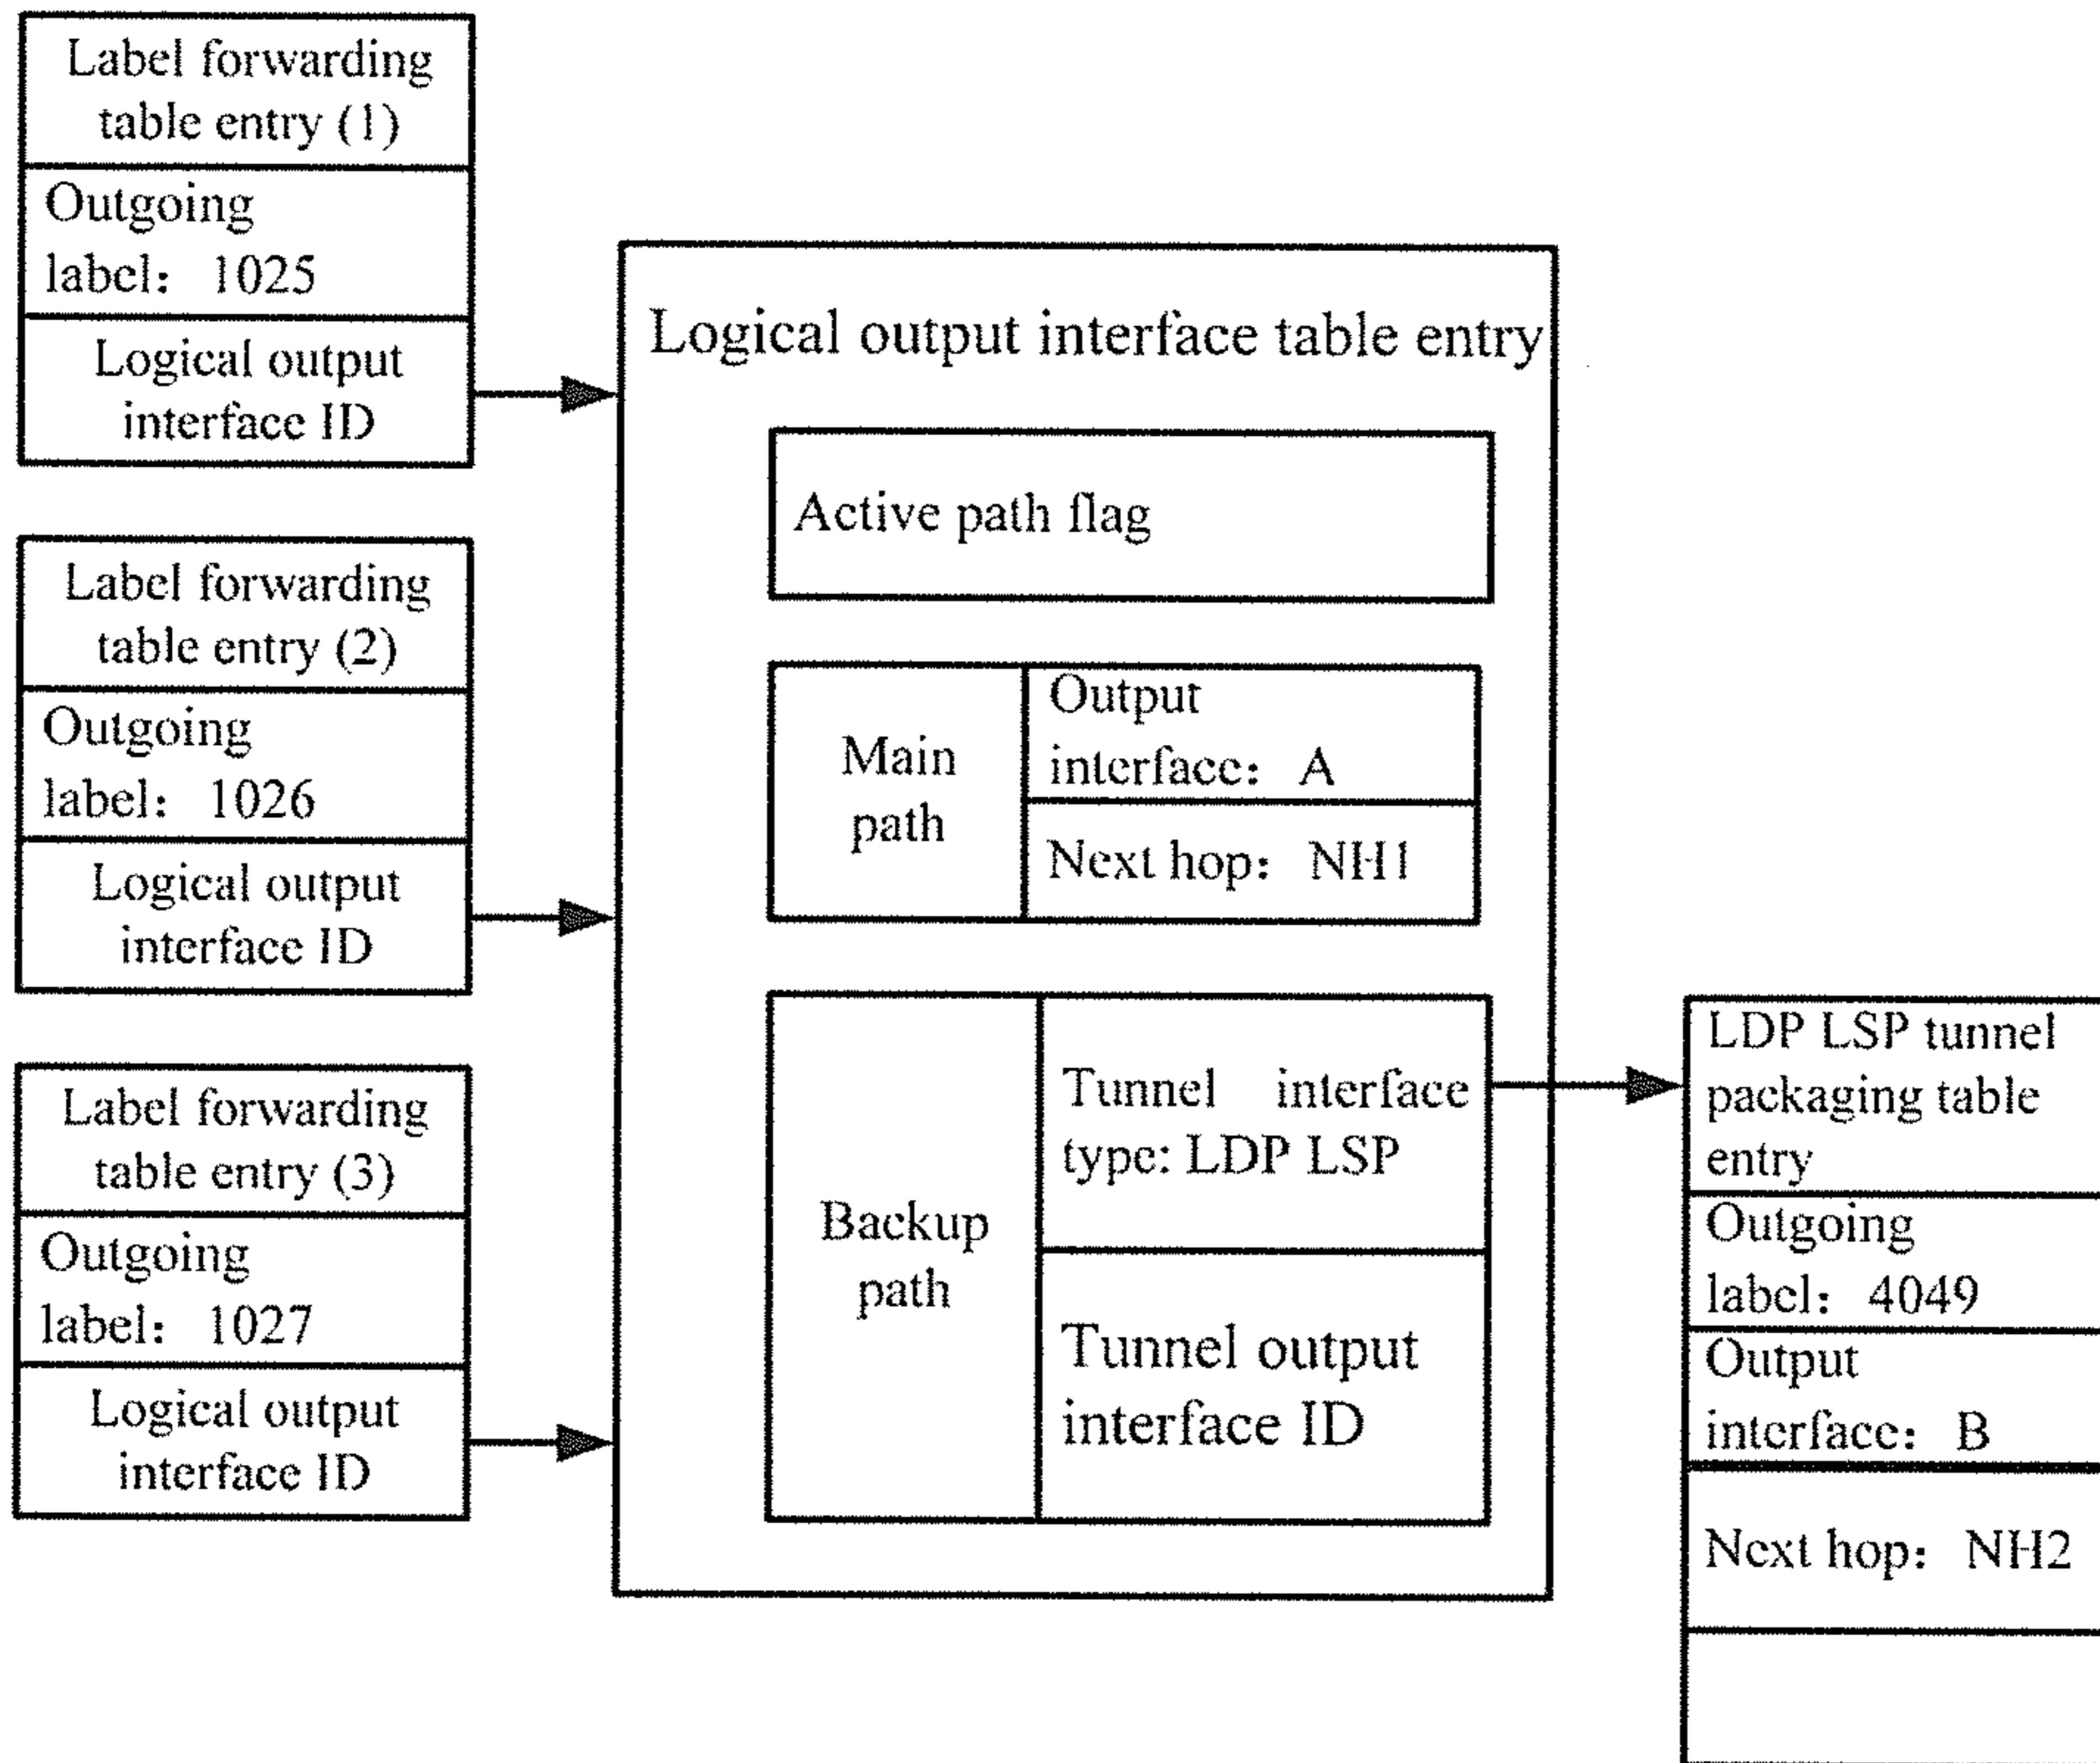 Label forwarding
table entry (1)
Outgoing
label: 1025
Logical output
interface ID
Label forwarding
table entry (2)
Outgoing
label: 1026
Logical output
interface ID
Label forwarding
table entry (3)
Outgoing
label: 1027
Logical output
interface ID
Logical output interface table entry
Active path flag
Main
path
Output
interface: A
Next hop: NH1
Backup
path
Tunnel interface
type: LDP LSP
Tunnel output
interface ID
LDP LSP tunnel
packaging table
entry
Outgoing
label: 4049
Output
interface: B
Next hop: NH2